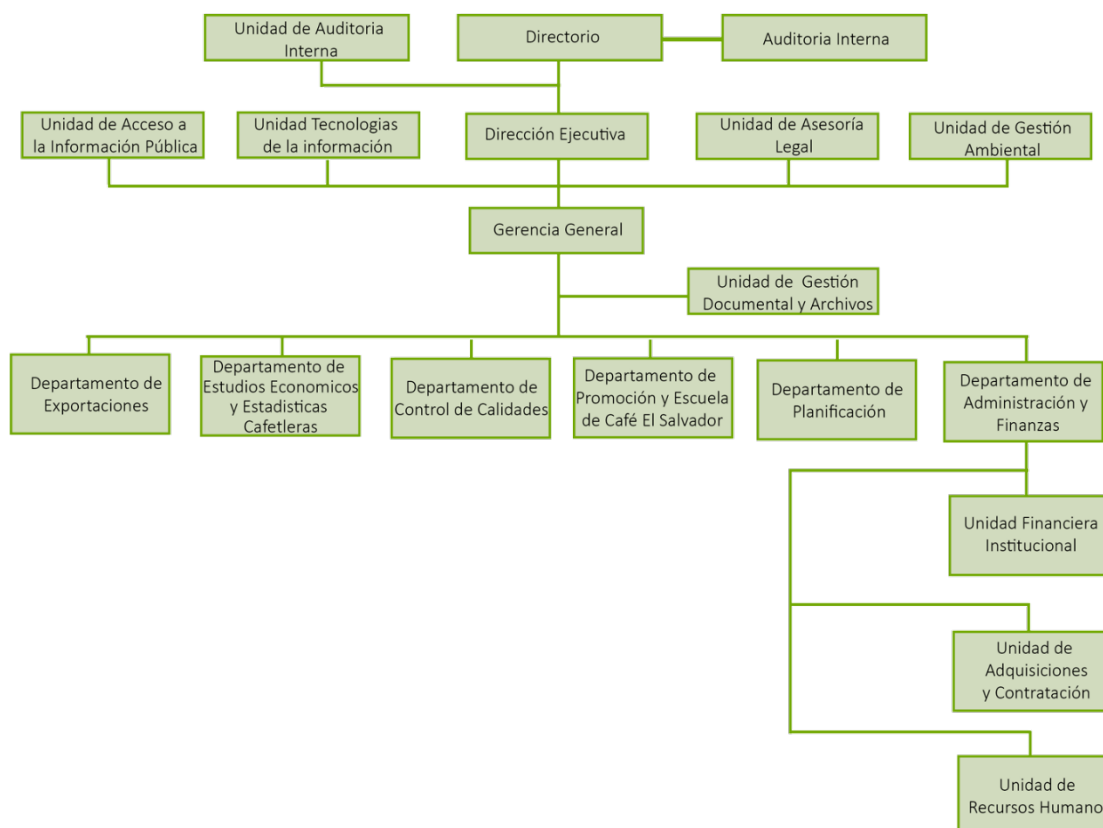 Unidad de Auditoria
Interna
Directorio
Auditoria Interna
Unidad de Acceso a
la Información Pública
Unidad Tecnologias
de la información
Dirección Ejecutiva
Unidad de Asesoría
Legal
Unidad de Gestión
Ambiental
Gerencia General
Unidad de Gestión
Documental y Archivos
Departamento de
Exportaciones
Departamento de
Estudios Economicos
y Estadisticas
Cafetleras
Departamento de
Control de Calidades
Departamento de
Promoción y Escuela
de Café El Salvador
Departamento de
Planificación
Departamento de
Administración y
Finanzas
Unidad Financiera
Institucional
Unidad de
Adquisiciones
y Contratación
Unidad de
Recursos Humano